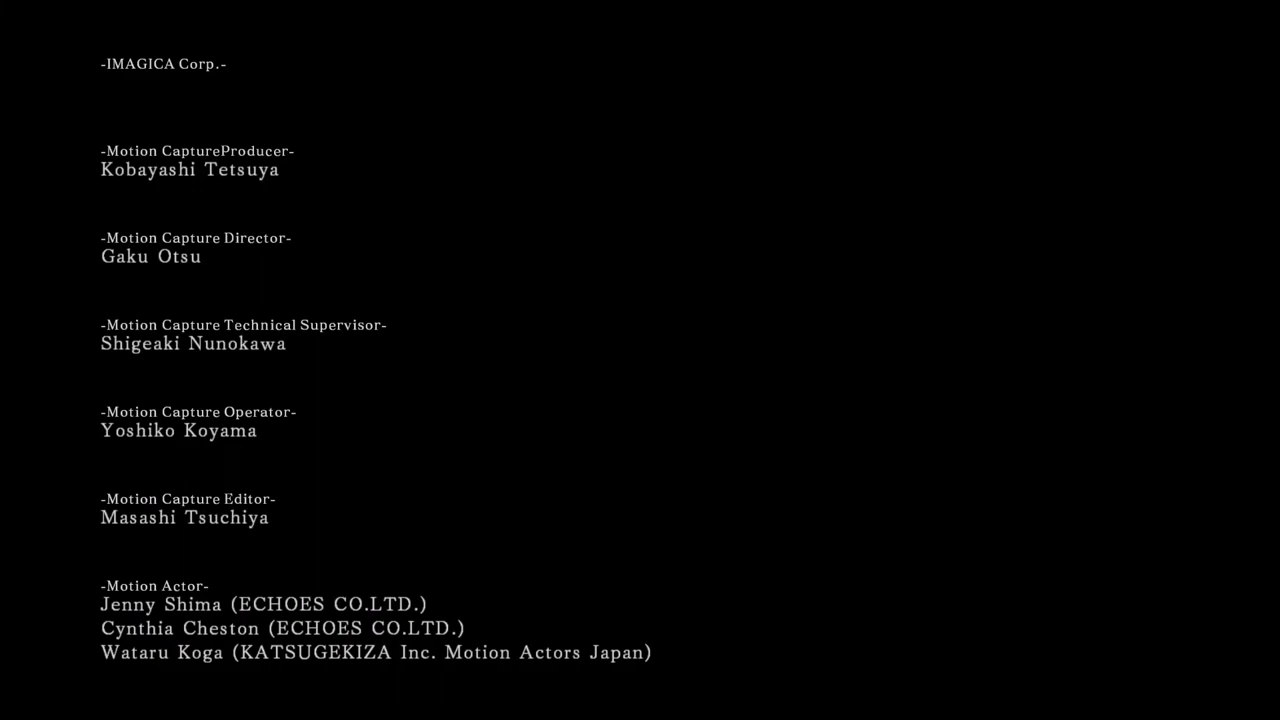 -IMAGICA Corp.-
-Motion CaptureProducer-
Kobayashi Tetsuya
-Motion Capture Director-
Gaku Otsu
-Motion Capture Technical Supervisor-
Shigeaki Nunokawa
-Motion Capture Operator-
Yoshiko Koyama
-Motion Capture Editor-
Masashi Tsuchiya
-Motion Actor-
Jenny Shima (ECHOES CO.LTD.)
Cynthia Cheston (ECHOES CO.LTD.)
Wataru Koga (KATSUGEKIZA Inc. Motion Actors Japan)